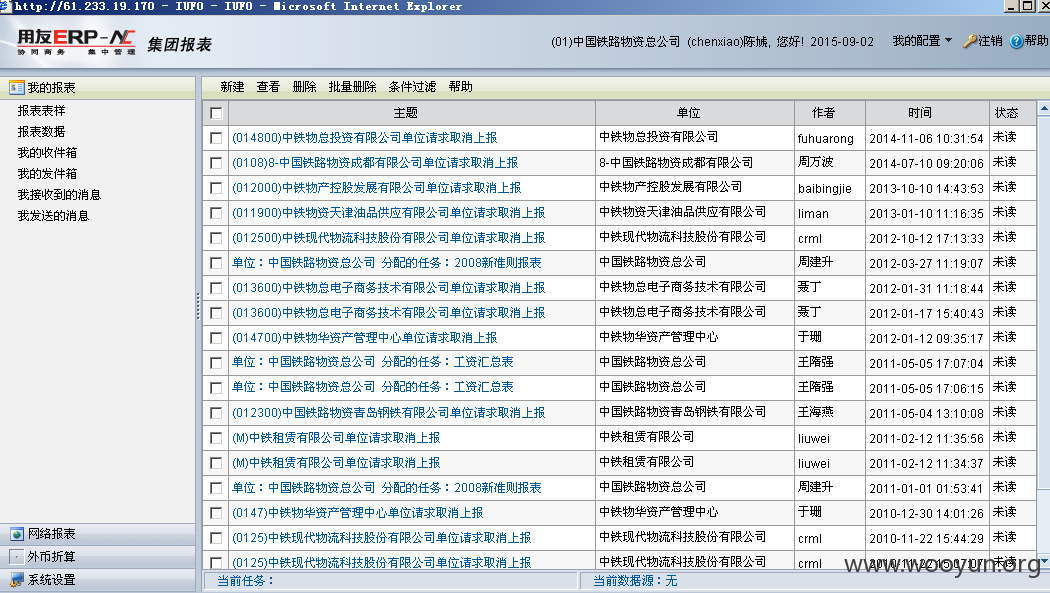 http://61.233.19.170 - IUFO - IUFO - Microsoft Internet Explorer
用友ERP-NC 集团报表
协同商务 集中管理
(01)中国铁路物资总公司 (chenxiao)陈娀, 您好! 2015-09-02 我的配置 注销 帮助
我的报表
报表表样
报表数据
我的收件箱
我的发件箱
我接收到的消息
我发送的消息
网络报表
外币折算
系统设置
新建 查看 删除 批量删除 条件过滤 帮助
主题 单位 作者 时间 状态
(014800)中铁物总投资有限公司单位请求取消上报 中铁物总投资有限公司 fuhuarong 2014-11-06 10:31:54 未读
(0108)8-中国铁路物资成都有限公司单位请求取消上报 8-中国铁路物资成都有限公司 周万波 2014-07-10 09:20:06 未读
(012000)中铁物产控股发展有限公司单位请求取消上报 中铁物产控股发展有限公司 baibingjie 2013-10-10 14:43:53 未读
(011900)中铁物资天津油品供应有限公司单位请求取消上报 中铁物资天津油品供应有限公司 liman 2013-01-10 11:16:35 未读
(012500)中铁现代物流科技股份有限公司单位请求取消上报 中铁现代物流科技股份有限公司 crml 2012-10-12 17:13:33 未读
单位：中国铁路物资总公司 分配的任务：2008新准则报表 中国铁路物资总公司 周建升 2012-03-27 11:19:07 未读
(013600)中铁物总电子商务技术有限公司单位请求取消上报 中铁物总电子商务技术有限公司 聂丁 2012-01-31 11:18:44 未读
(013600)中铁物总电子商务技术有限公司单位请求取消上报 中铁物总电子商务技术有限公司 聂丁 2012-01-17 15:40:43 未读
(014700)中铁物华资产管理中心单位请求取消上报 中铁物华资产管理中心 于珊 2012-01-12 09:35:17 未读
单位：中国铁路物资总公司 分配的任务：工资汇总表 中国铁路物资总公司 王隋强 2011-05-05 17:07:04 未读
单位：中国铁路物资总公司 分配的任务：工资汇总表 中国铁路物资总公司 王隋强 2011-05-05 17:06:15 未读
(012300)中国铁路物资青岛钢铁有限公司单位请求取消上报 中国铁路物资青岛钢铁有限公司 王海燕 2011-05-04 13:10:08 未读
(M)中铁租赁有限公司单位请求取消上报 中铁租赁有限公司 liuwei 2011-02-12 11:35:56 未读
(M)中铁租赁有限公司单位请求取消上报 中铁租赁有限公司 liuwei 2011-02-12 11:34:37 未读
单位：中国铁路物资总公司 分配的任务：2008新准则报表 中国铁路物资总公司 周建升 2011-01-01 01:53:41 未读
(0147)中铁物华资产管理中心单位请求取消上报 中铁物华资产管理中心 于珊 2010-12-30 14:01:26 未读
(0125)中铁现代物流科技股份有限公司单位请求取消上报 中铁现代物流科技股份有限公司 crml 2010-11-22 15:44:29 未读
(0125)中铁现代物流科技股份有限公司单位请求取消上报 中铁现代物流科技股份有限公司 crml 2010-11-22 15:07:07 未读
当前任务： 当前数据源：无
www.wooyun.org